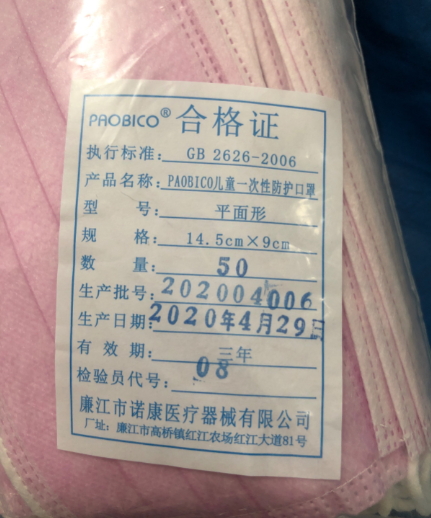 PAOBICO® 合格证
执行标准: GB 2626-2006
产品名称: PAOBICO儿童一次性防护口罩
型 号: 平面形
规 格: 14.5cm×9cm
数 量: 50
生产批号: 202004006
生产日期: 2020年4月29日
有 效 期: 三年
检验员代号: 08
廉江市诺康医疗器械有限公司
厂址: 廉江市高桥镇红江农场红江大道81号